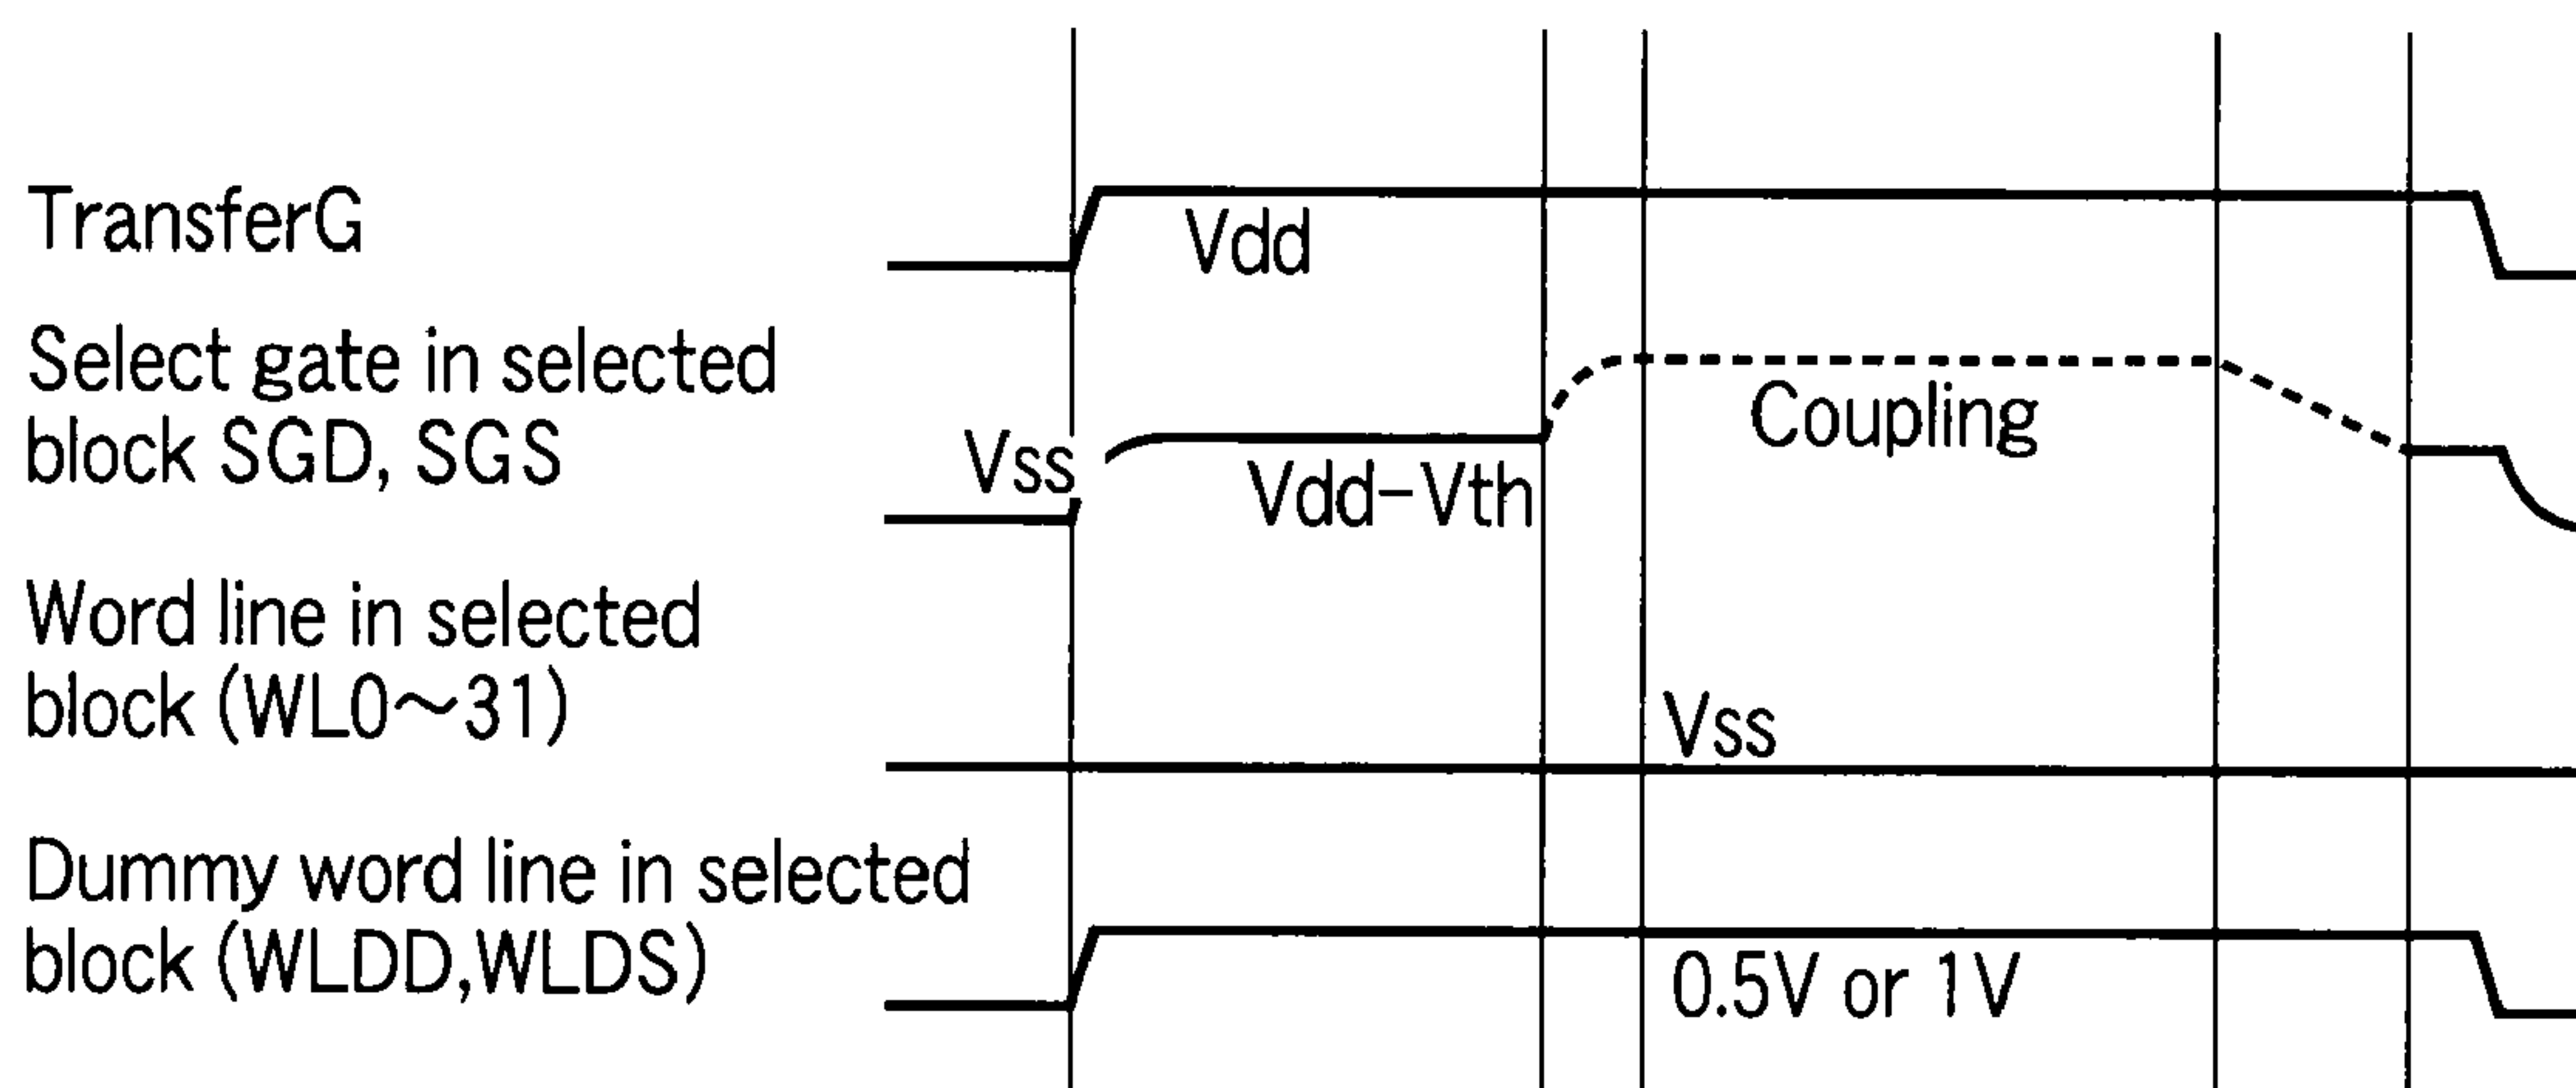 TransferG
Vdd
Select gate in selected
block SGD, SGS
Vss
Vdd-Vth
Coupling
Word line in selected
block (WL0～31)
Vss
Dummy word line in selected
block (WLDD,WLDS)
0.5V or 1V